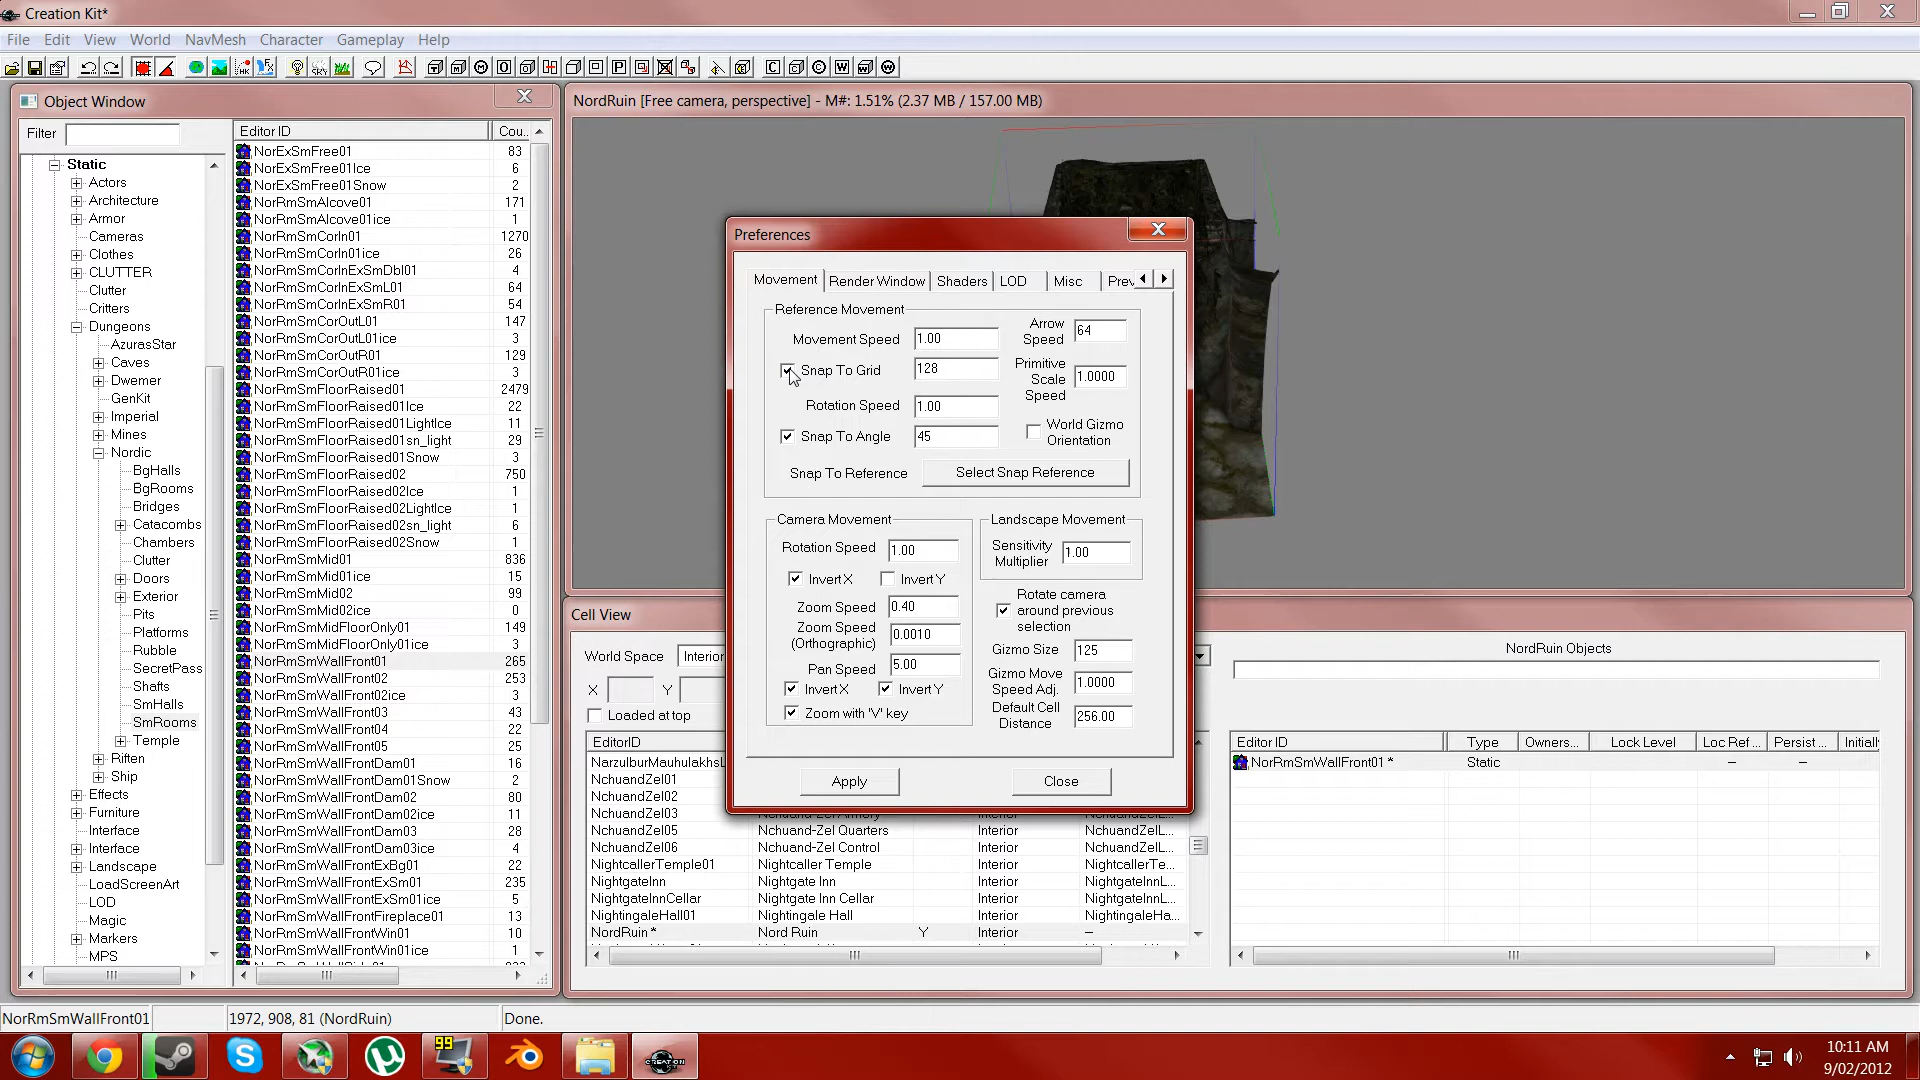 Creation Kit*
File Edit View World NavMesh Character Gameplay Help
Object Window
Filter
Static
Actors
Architecture
Armor
Cameras
Clothes
CLUTTER
Clutter
Critters
Dungeons
AzurasStar
Caves
Dwemer
GenKit
Imperial
Mines
Nordic
BgHalls
BgRooms
Bridges
Catacombs
Chambers
Clutter
Doors
Exterior
Pits
Platforms
Rubble
SecretPass
Shafts
SmHalls
SmRooms
Temple
Riften
Ship
Effects
Furniture
Interface
Interface
Landscape
LoadScreenArt
LOD
Magic
Markers
MPS
Editor ID Cou...
NorExSmFree01 83
NorExSmFree01Ice 6
NorExSmFree01Snow 2
NorRmSmAlcove01 171
NorRmSmAlcove01ice 1
NorRmSmCorIn01 1270
NorRmSmCorIn01ice 26
NorRmSmCorInExSmDbl01 4
NorRmSmCorInExSmL01 64
NorRmSmCorInExSmR01 54
NorRmSmCorOutL01 147
NorRmSmCorOutL01ice 3
NorRmSmCorOutR01 129
NorRmSmCorOutR01ice 3
NorRmSmFloorRaised01 2479
NorRmSmFloorRaised01Ice 22
NorRmSmFloorRaised01LightIce 11
NorRmSmFloorRaised01sn_light 29
NorRmSmFloorRaised01Snow 3
NorRmSmFloorRaised02 750
NorRmSmFloorRaised02Ice 1
NorRmSmFloorRaised02LightIce 1
NorRmSmFloorRaised02sn_light 6
NorRmSmFloorRaised02Snow 1
NorRmSmMid01 836
NorRmSmMid01ice 15
NorRmSmMid02 99
NorRmSmMid02ice 0
NorRmSmMidFloorOnly01 149
NorRmSmMidFloorOnly01ice 3
NorRmSmWallFront01 265
NorRmSmWallFront02 253
NorRmSmWallFront02ice 3
NorRmSmWallFront03 43
NorRmSmWallFront04 22
NorRmSmWallFront05 25
NorRmSmWallFrontDam01 16
NorRmSmWallFrontDam01Snow 2
NorRmSmWallFrontDam02 80
NorRmSmWallFrontDam02ice 11
NorRmSmWallFrontDam03 28
NorRmSmWallFrontDam03ice 4
NorRmSmWallFrontExBg01 22
NorRmSmWallFrontExSm01 235
NorRmSmWallFrontExSm01ice 5
NorRmSmWallFrontFireplace01 13
NorRmSmWallFrontWin01 10
NorRmSmWallFrontWin01ice 1
NordRuin [Free camera, perspective] - M#: 1.51% (2.37 MB / 157.00 MB)
Preferences
Movement Render Window Shaders LOD Misc Prev
Reference Movement
Movement Speed 1.00
Arrow Speed 64
Snap To Grid 128
Primitive Scale Speed 1.0000
Rotation Speed 1.00
Snap To Angle 45
World Gizmo Orientation
Snap To Reference Select Snap Reference
Camera Movement
Rotation Speed 1.00
Invert X Invert Y
Zoom Speed 0.40
Zoom Speed (Orthographic) 0.0010
Pan Speed 5.00
Invert X Invert Y
Zoom with 'V' key
Landscape Movement
Sensitivity Multiplier 1.00
Rotate camera around previous selection
Gizmo Size 125
Gizmo Move Speed Adj. 1.0000
Default Cell Distance 256.00
Apply Close
Cell View
World Space Interior
X Y
Loaded at top
EditorID
NarzulburMauhulakhsL
NchuandZel01
NchuandZel02
NchuandZel03 Nchuand-Zel Armory
NchuandZel05 Nchuand-Zel Quarters Interior NchuandZelL...
NchuandZel06 Nchuand-Zel Control Interior NchuandZelL...
NightcallerTemple01 Nightcaller Temple Interior NightcallerTe...
NightgateInn Nightgate Inn Interior NightgateInnL...
NightgateInnCellar Nightgate Inn Cellar Interior NightgateInnL...
NightingaleHall01 Nightingale Hall Interior NightingaleHa...
NordRuin * Nord Ruin Y Interior –
NordRuin Objects
Editor ID Type Owners... Lock Level Loc Ref ... Persist ... Initiall
NorRmSmWallFront01 * Static – –
NorRmSmWallFront01 1972, 908, 81 (NordRuin) Done.
99
CREATION
10:11 AM
9/02/2012